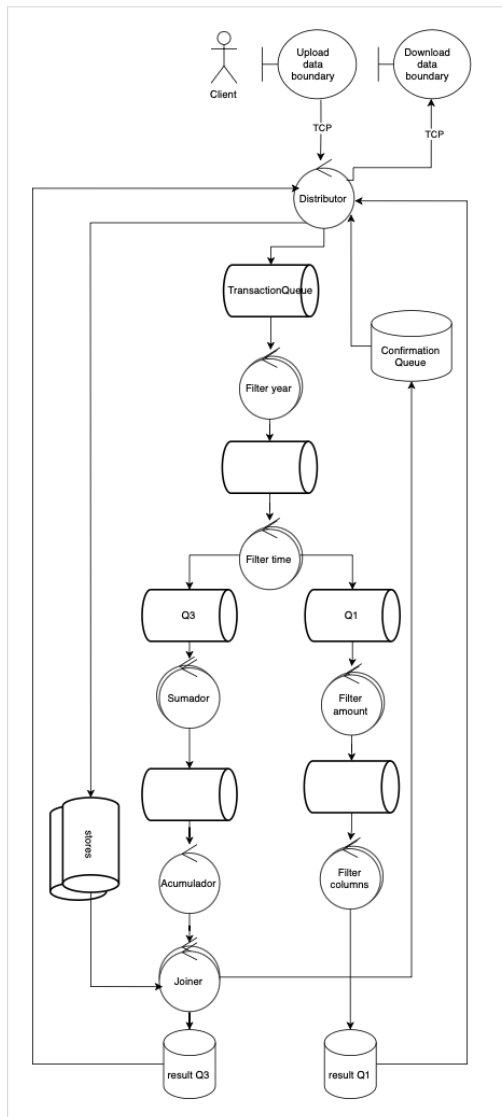 Upload
data
boundary
Download
data
boundary
Client
TCP
TCP
Distributor
TransactionQueue
Confirmation
Queue
Filter year
Filter time
Q3
Q1
Sumador
Filter
amount
stores
Acumulador
Filter
columns
Joiner
result Q3
result Q1